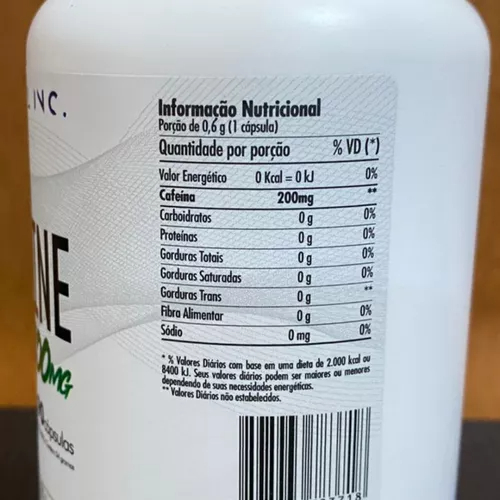 INC.
Informação Nutricional
Porção de 0,6 g (1 cápsula)
Quantidade por porção % VD (*)
Valor Energético 0 Kcal = 0 kJ 0%
Cafeína 200mg **
Carboidratos 0 g 0%
Proteínas 0 g 0%
Gorduras Totais 0 g 0%
Gorduras Saturadas 0 g 0%
Gorduras Trans 0 g **
Fibra Alimentar 0 g 0%
Sódio 0 mg 0%
* % Valores Diários com base em uma dieta de 2.000 kcal ou
8400 kJ. Seus valores diários podem ser maiores ou menores
dependendo de suas necessidades energéticas.
** Valores Diários não estabelecidos.
INE
0MG
cápsulas